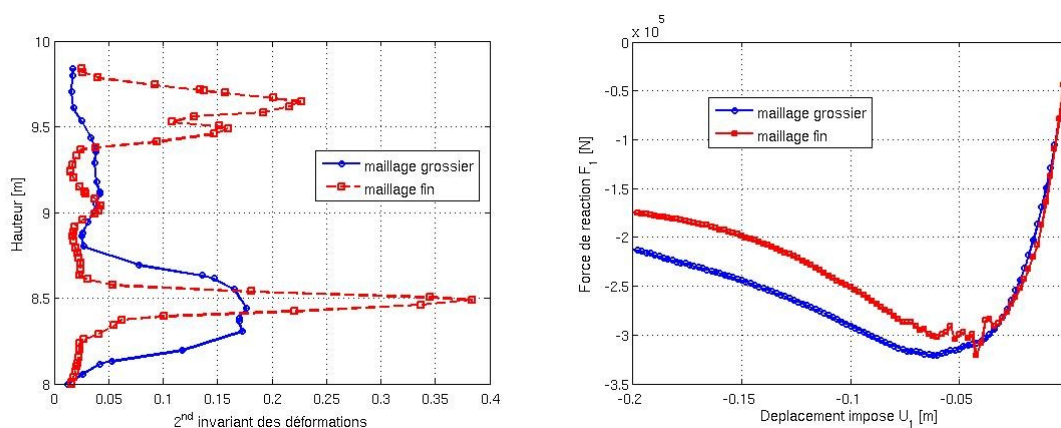 10
9.5
9
8.5
8
Hauteur [m]
0
0.05
0.1
0.15
0.2
0.25
0.3
0.35
0.4
2nd invariant des déformations
maillage grossier
maillage fin
x 10^5
0
-0.5
-1
-1.5
-2
-2.5
-3
-3.5
Force de reaction F_1 [N]
-0.2
-0.15
-0.1
-0.05
Deplacement impose U_1 [m]
maillage grossier
maillage fin